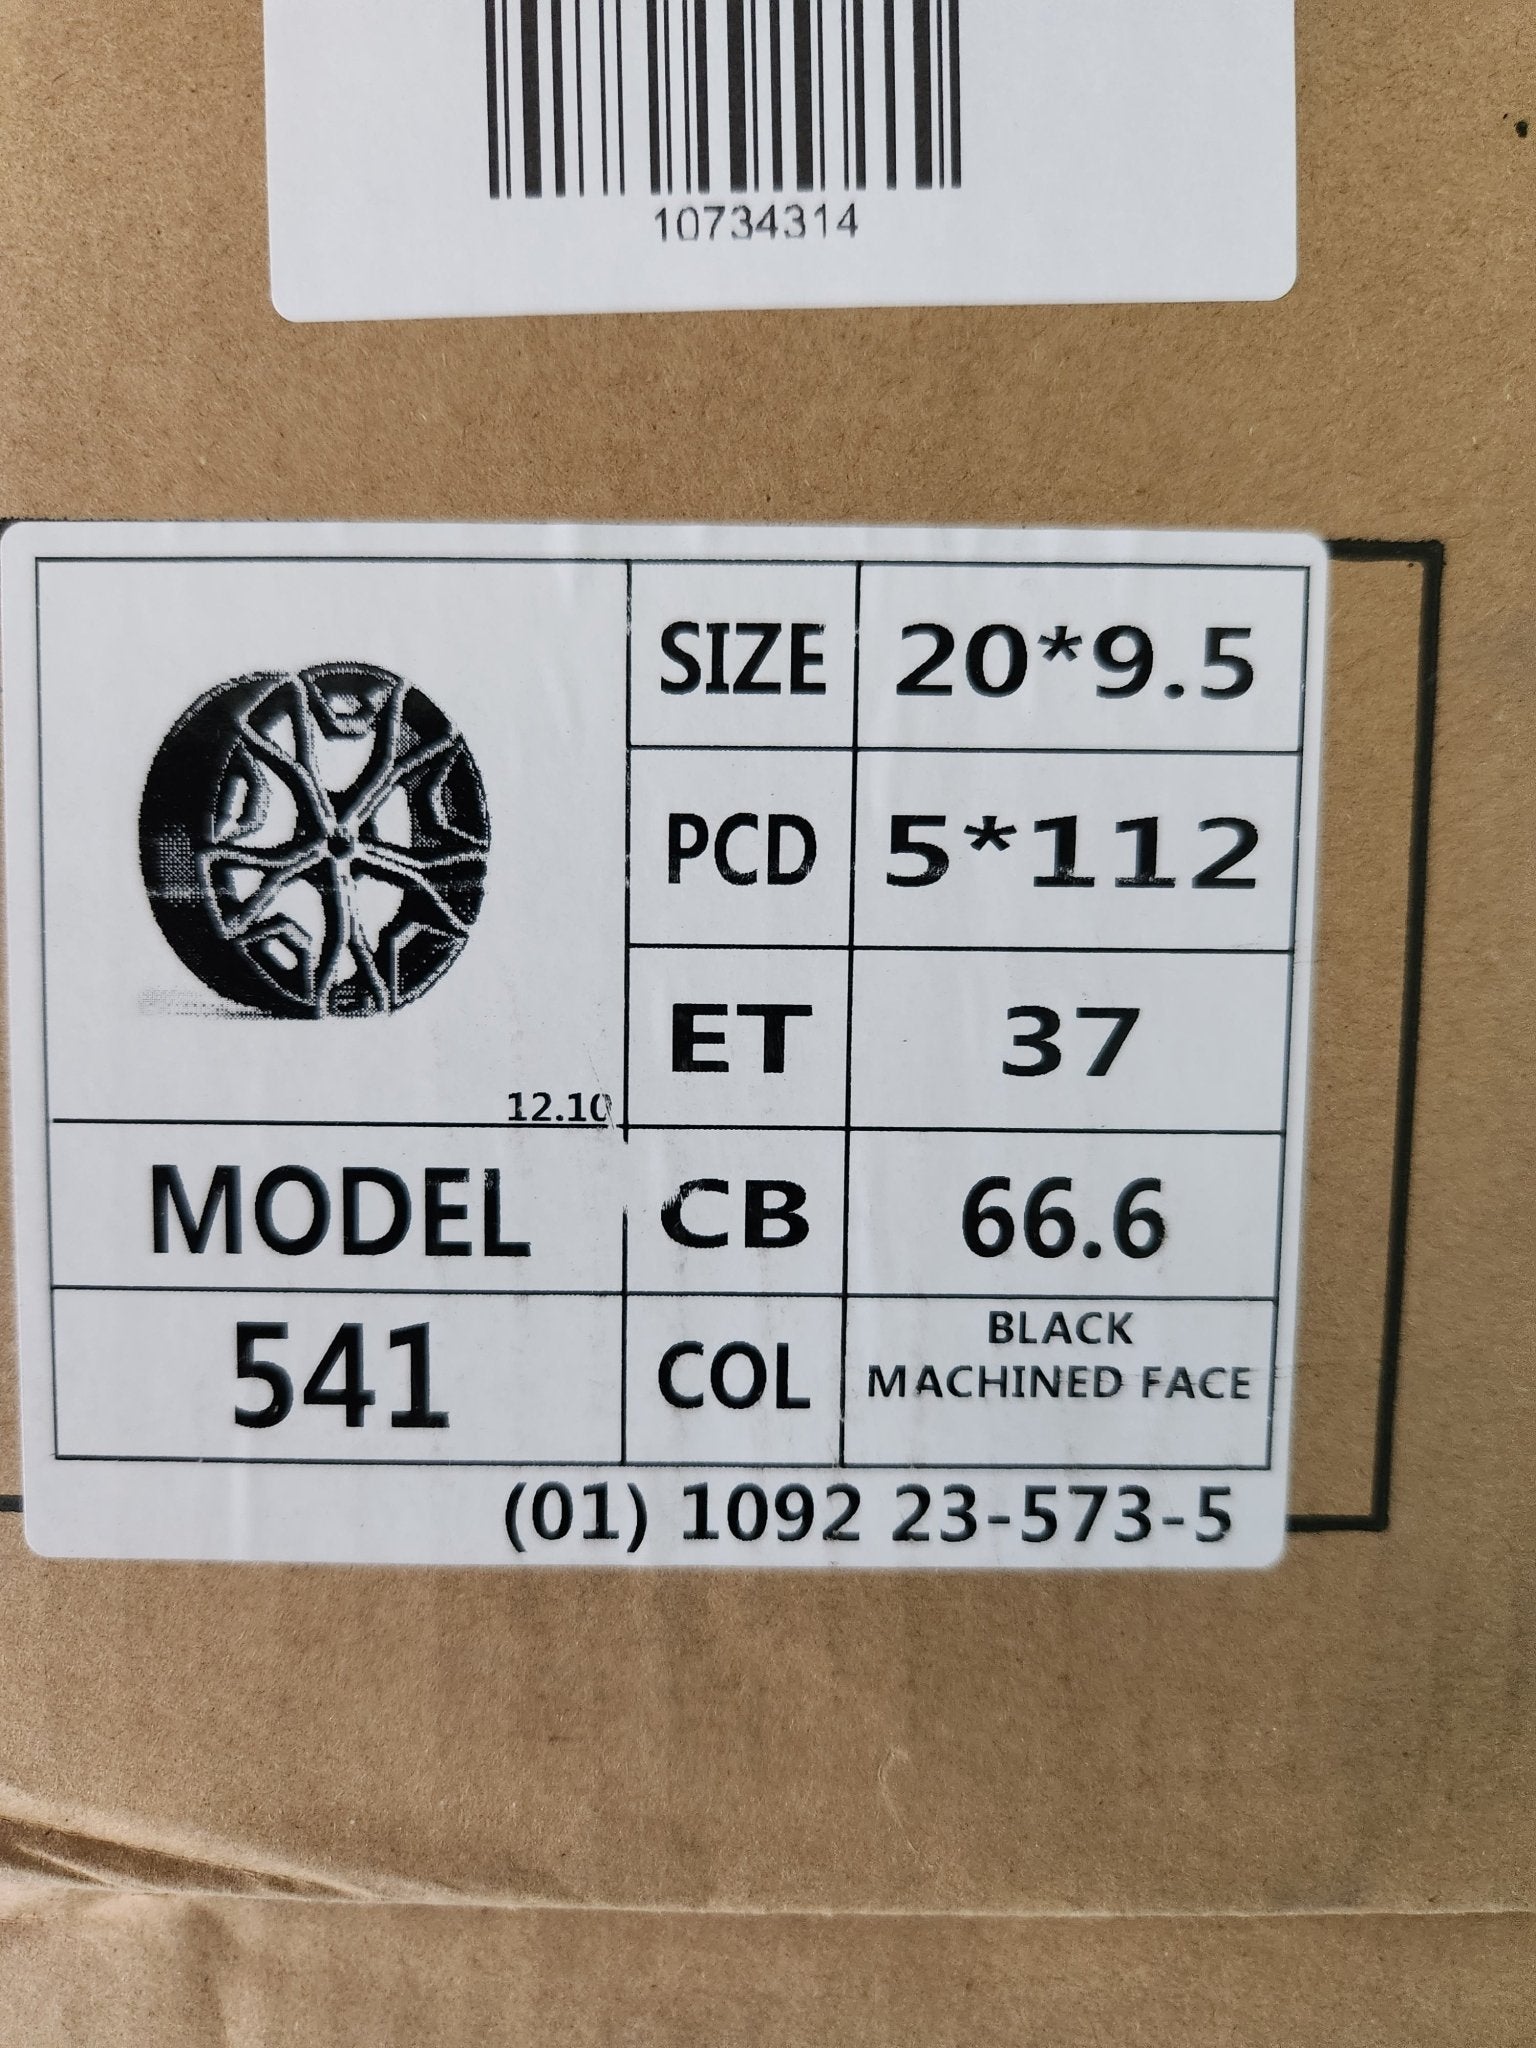 10734314
SIZE 20*9.5
PCD 5*112
ET 37
12.10
MODEL CB 66.6
541 COL BLACK
MACHINED FACE
(01) 1092 23-573-5